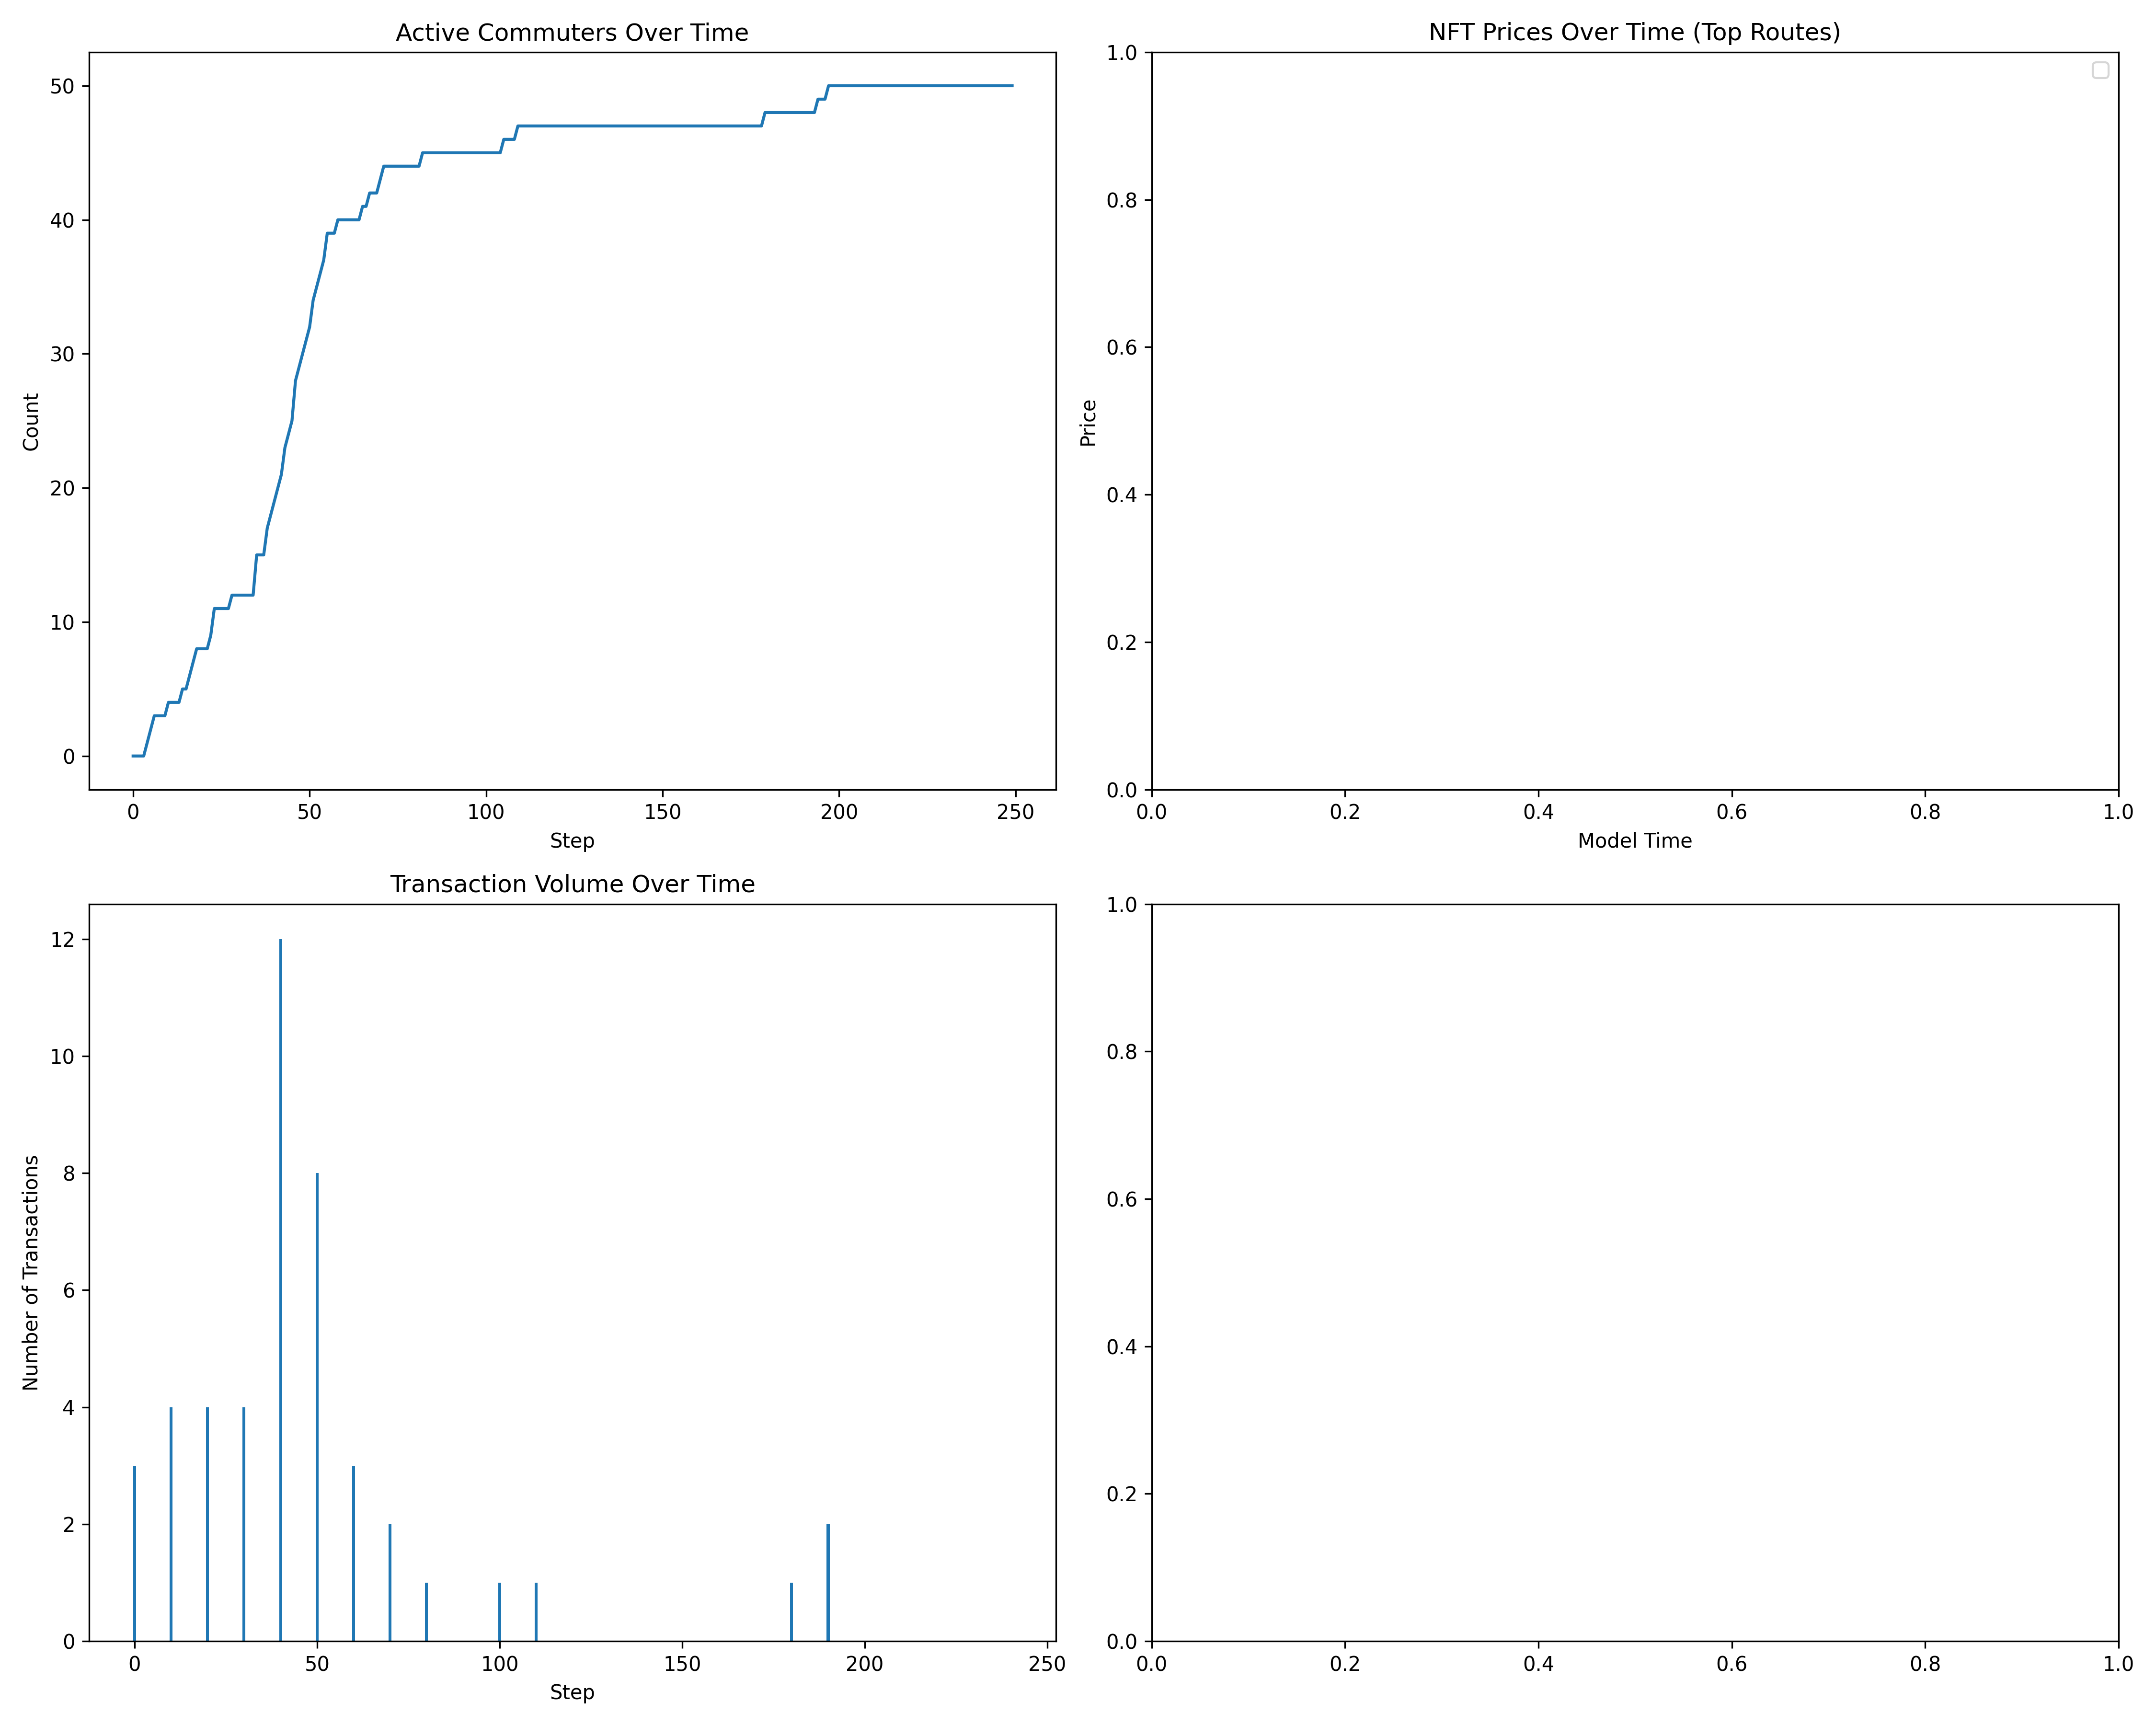 Active Commuters Over Time
50
40
30
20
10
0
Count
0 50 100 150 200 250
Step
NFT Prices Over Time (Top Routes)
1.0
0.8
0.6
0.4
0.2
0.0
Price
0.0 0.2 0.4 0.6 0.8 1.0
Model Time
Transaction Volume Over Time
12
10
8
6
4
2
0
Number of Transactions
0 50 100 150 200 250
Step
1.0
0.8
0.6
0.4
0.2
0.0
0.0 0.2 0.4 0.6 0.8 1.0